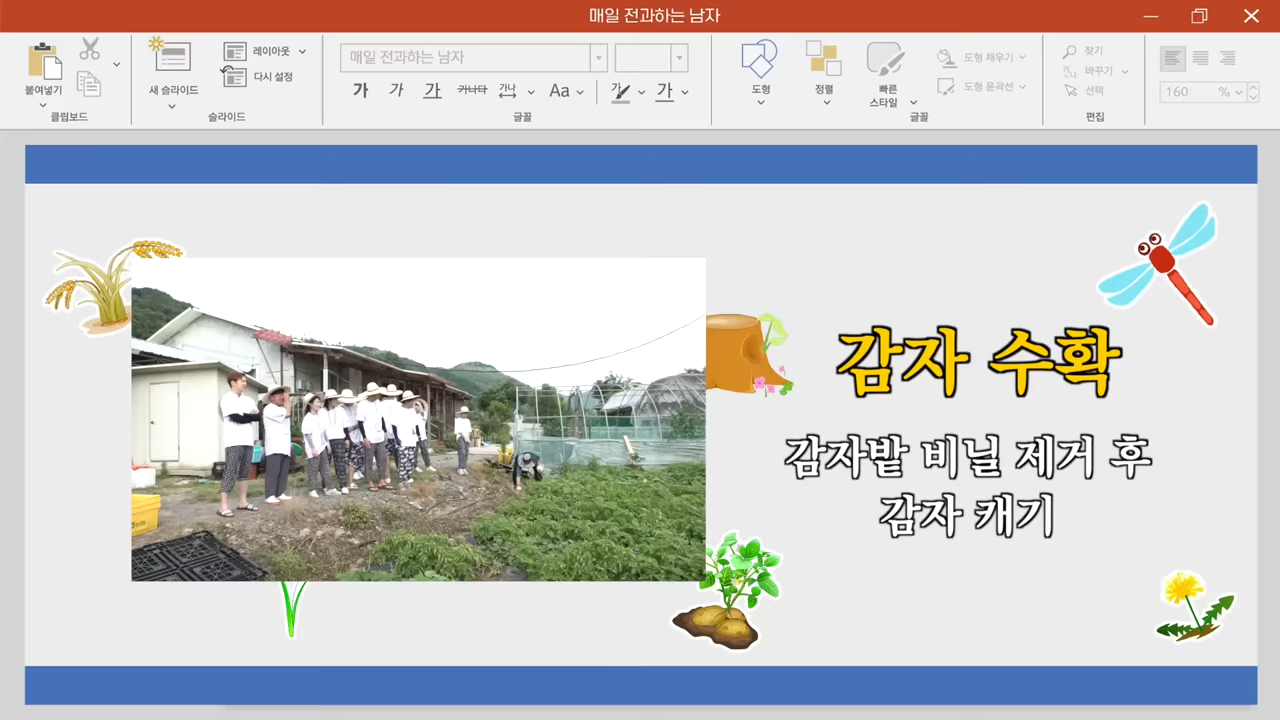 매일 전과하는 남자
붙여넣기
클립보드
새 슬라이드
레이아웃
다시 설정
슬라이드
매일 전과하는 남자
가 가 가 가나다 가나 Aa 가 가
글꼴
도형
정렬
빠른
스타일
도형 채우기
도형 윤곽선
글꼴
찾기
바꾸기
선택
편집
160 %
감자 수확
감자밭 비닐 제거 후
감자 캐기